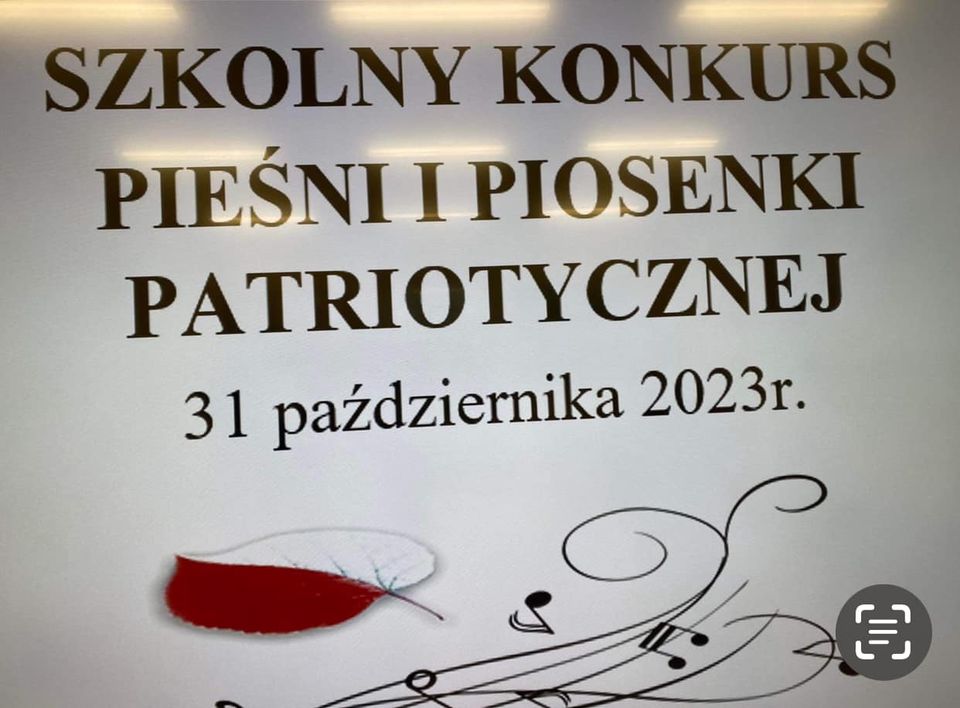 SZKOLNY KONKURS
PIEŚNI I PIOSENKI
PATRIOTYCZNEJ
31 października 2023r.